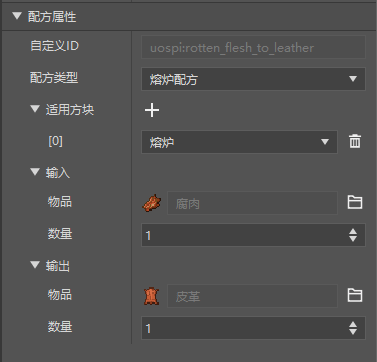 配方属性
自定义ID uospi:rotten_flesh_to_leather
配方类型 熔炉配方
适用方块
[0] 熔炉
输入
物品 腐肉
数量 1
输出
物品 皮革
数量 1